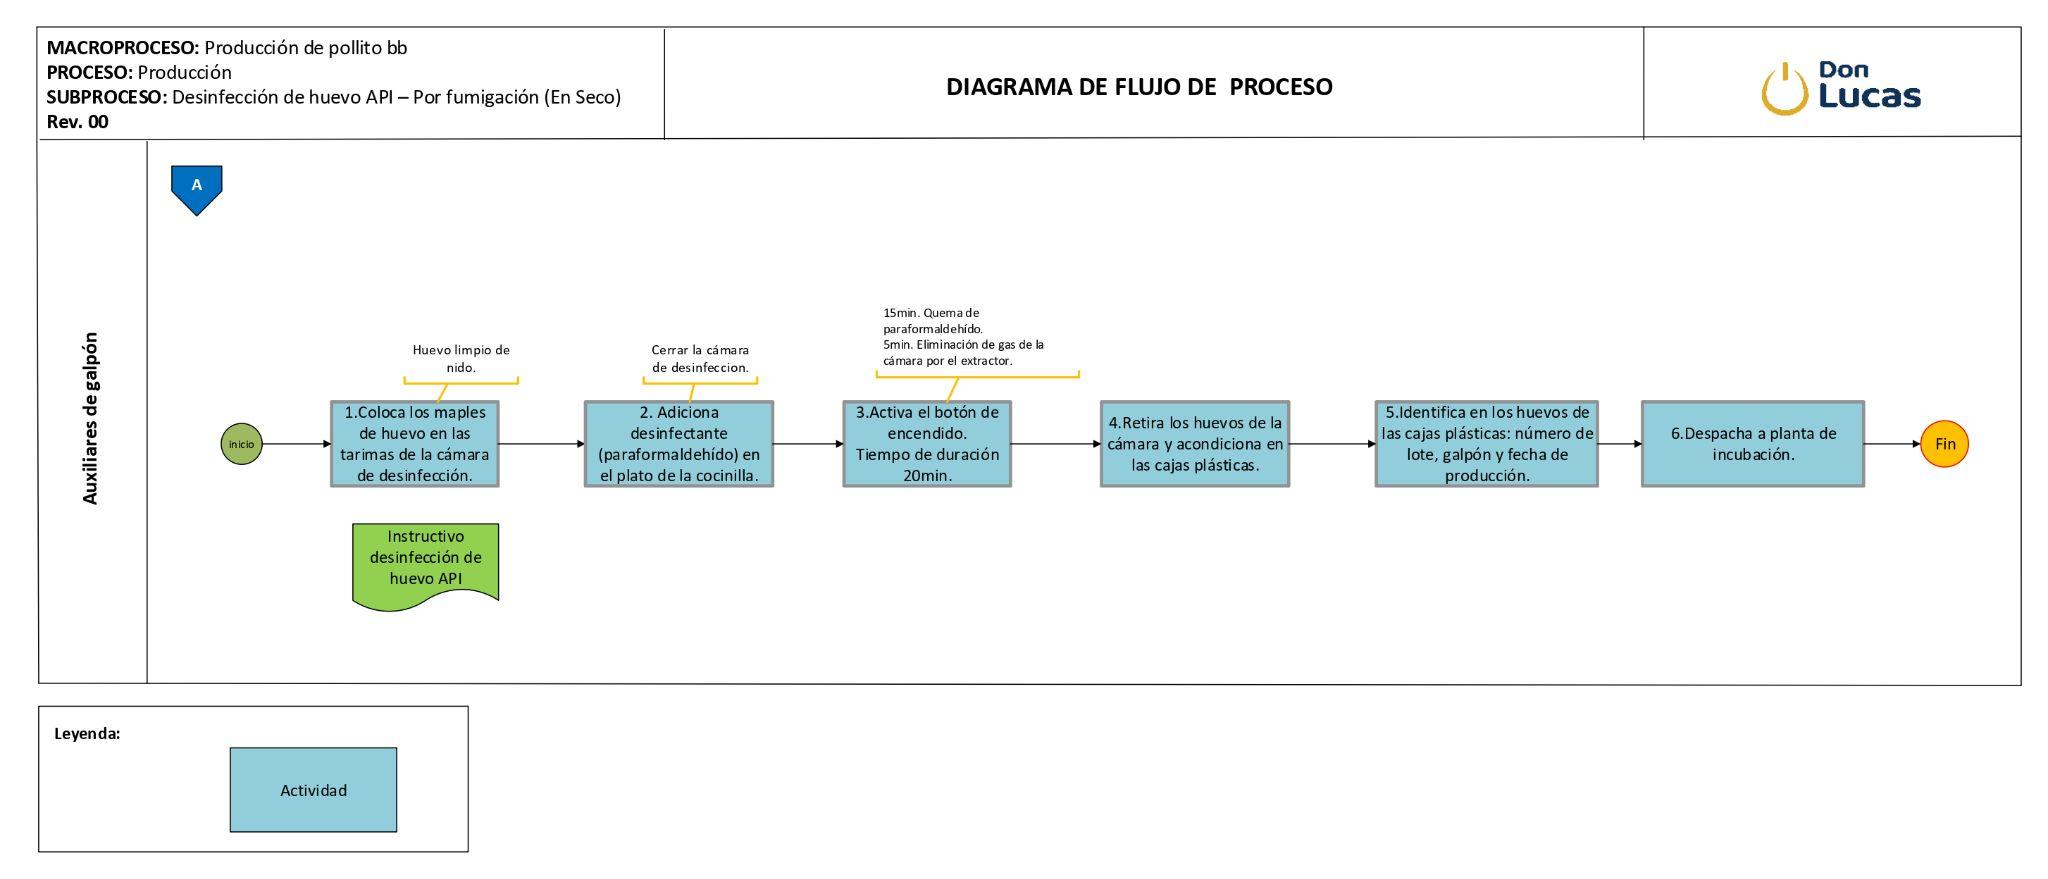 MACROPROCESO: Producción de pollito bb
PROCESO: Producción
SUBPROCESO: Desinfección de huevo API – Por fumigación (En Seco)
Rev. 00
DIAGRAMA DE FLUJO DE  PROCESO
Don
Lucas
A
Auxiliares de galpón
inicio
Huevo limpio de
nido.
1.Coloca los maples
de huevo en las
tarimas de la cámara
de desinfección.
Instructivo
desinfección de
huevo API
Cerrar la cámara
de desinfeccion.
2. Adiciona
desinfectante
(paraformaldehído) en
el plato de la cocinilla.
15min. Quema de
paraformaldehído.
5min. Eliminación de gas de la
cámara por el extractor.
3.Activa el botón de
encendido.
Tiempo de duración
20min.
4.Retira los huevos de la
cámara y acondiciona en
las cajas plásticas.
5.Identifica en los huevos de
las cajas plásticas: número de
lote, galpón y fecha de
producción.
6.Despacha a planta de
incubación.
Fin
Leyenda:
Actividad